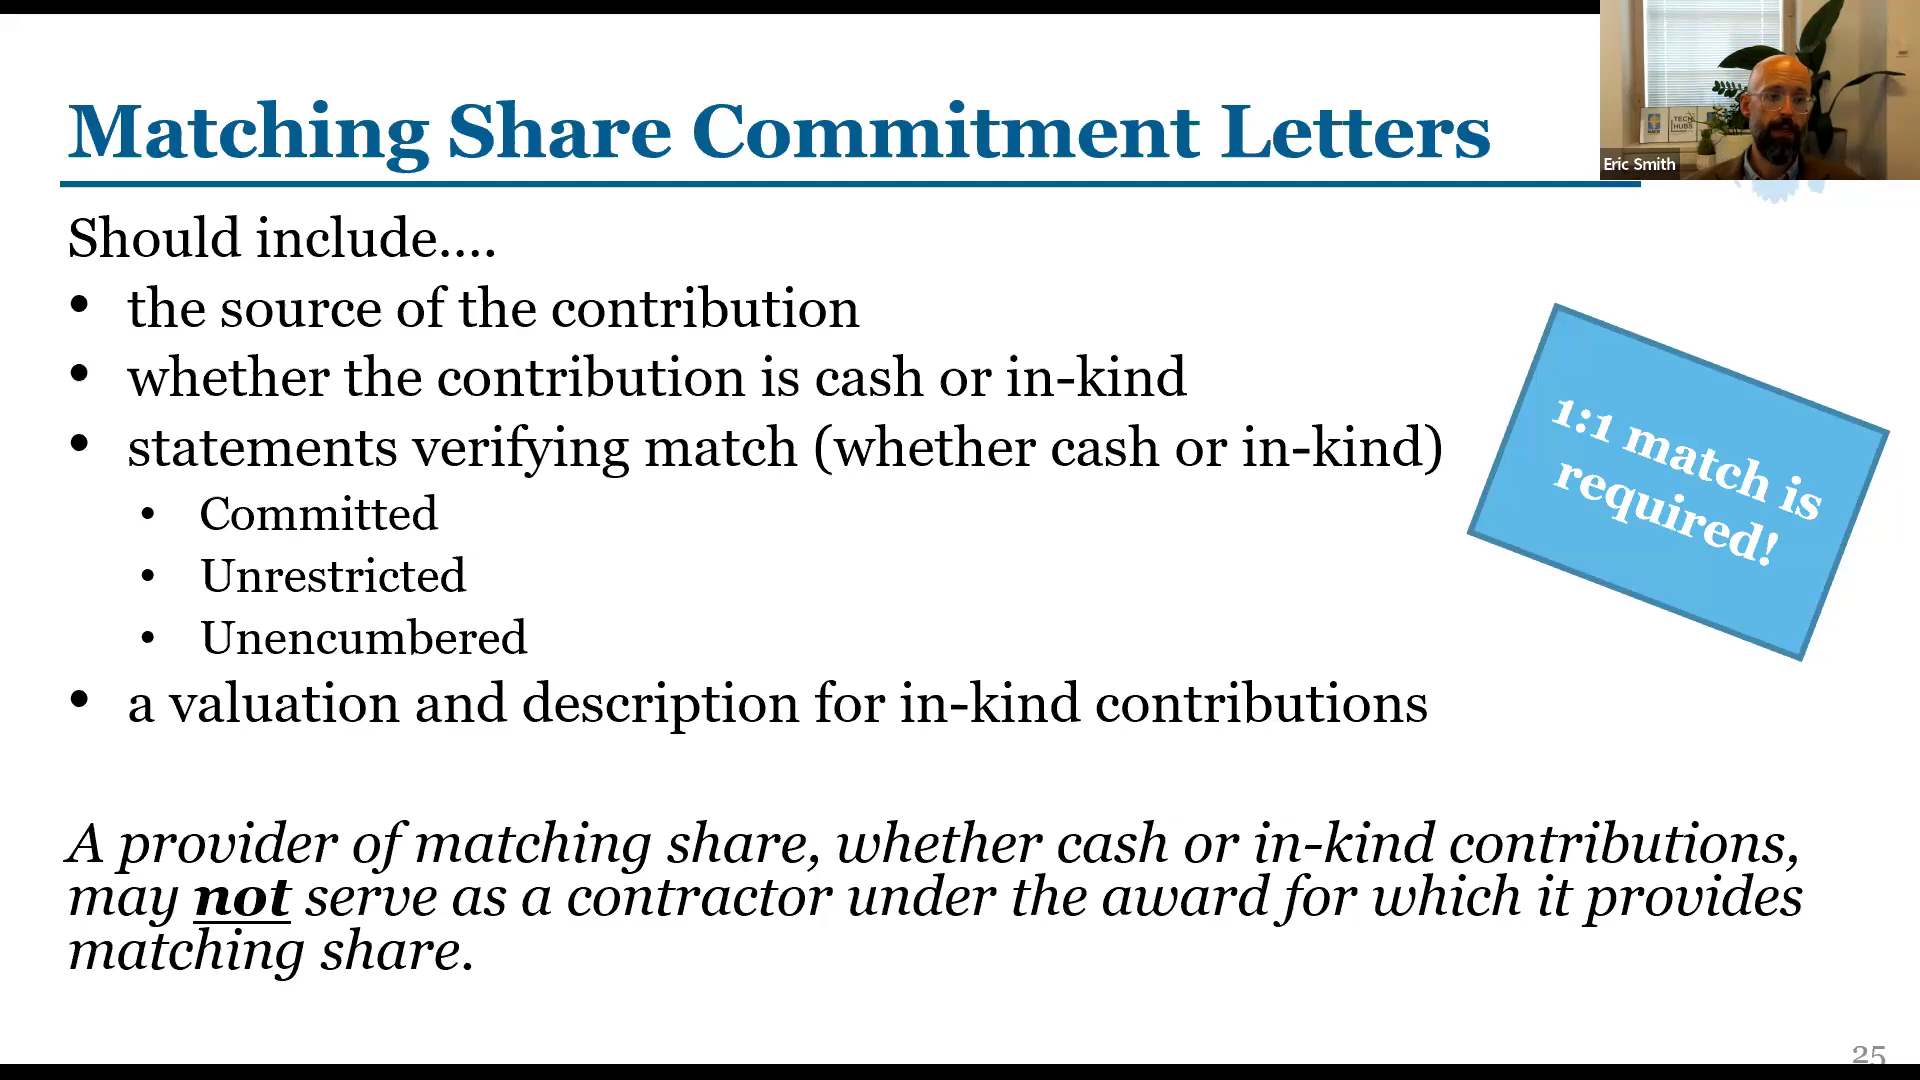 Matching Share Commitment Letters
TECH
HUBS
Eric Smith
Should include....
• the source of the contribution
• whether the contribution is cash or in-kind
• statements verifying match (whether cash or in-kind)
• Committed
• Unrestricted
• Unencumbered
• a valuation and description for in-kind contributions
1:1 match is
required!
A provider of matching share, whether cash or in-kind contributions,
may not serve as a contractor under the award for which it provides
matching share.
25